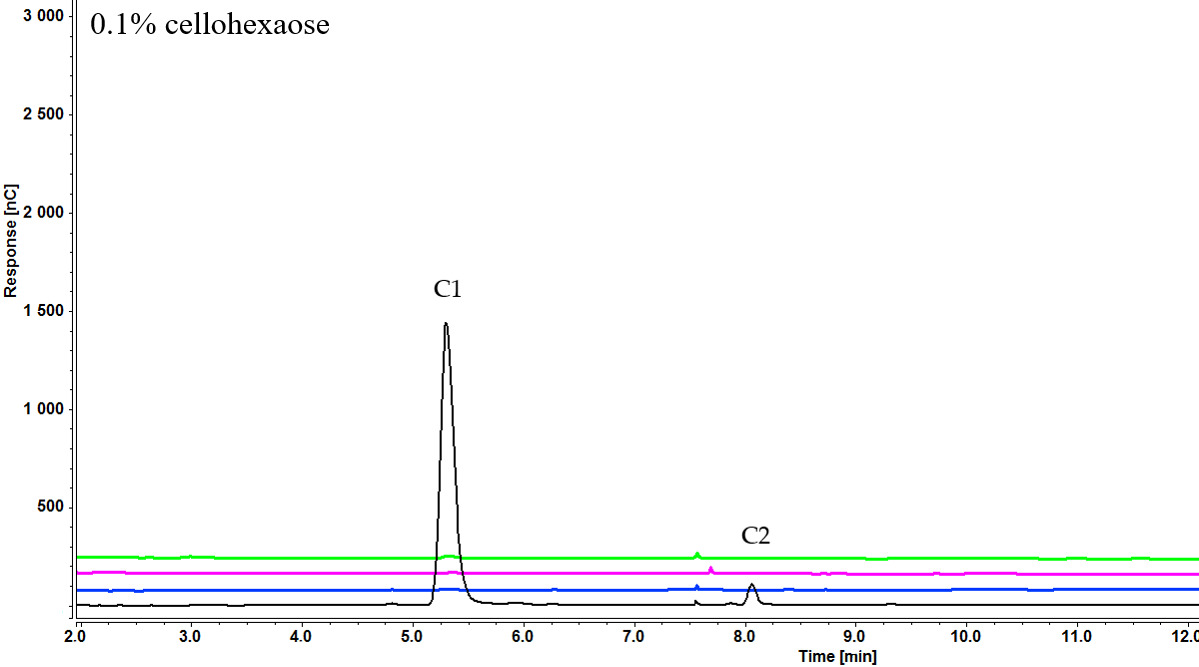 0.1% cellohexaose
3 000
2 500
2 000
1 500
1 000
500
Response [nC]
C1
C2
2.0 3.0 4.0 5.0 6.0 7.0 8.0 9.0 10.0 11.0 12.0
Time [min]